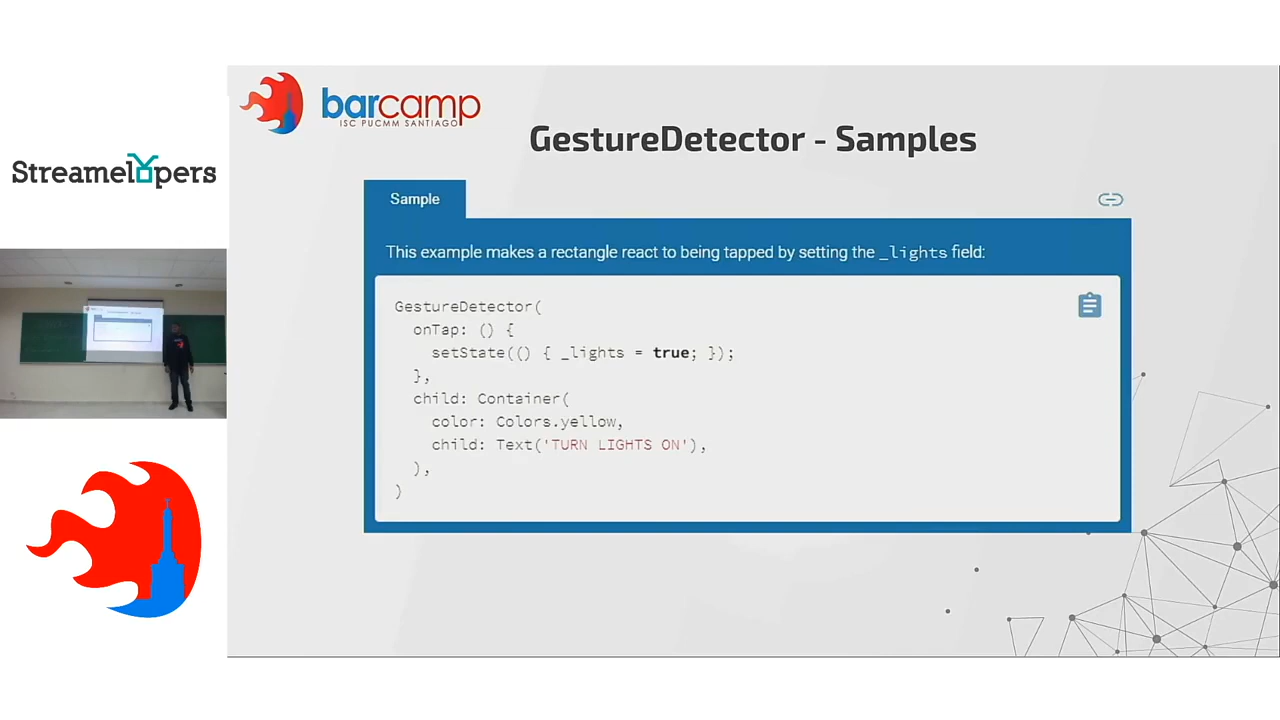 barcamp
ISC PUCMM SANTIAGO
GestureDetector - Samples
Streamelopers
Sample
This example makes a rectangle react to being tapped by setting the _lights field:
GestureDetector(
onTap: () {
setState(() { _lights = true; });
},
child: Container(
color: Colors.yellow,
child: Text('TURN LIGHTS ON'),
),
)